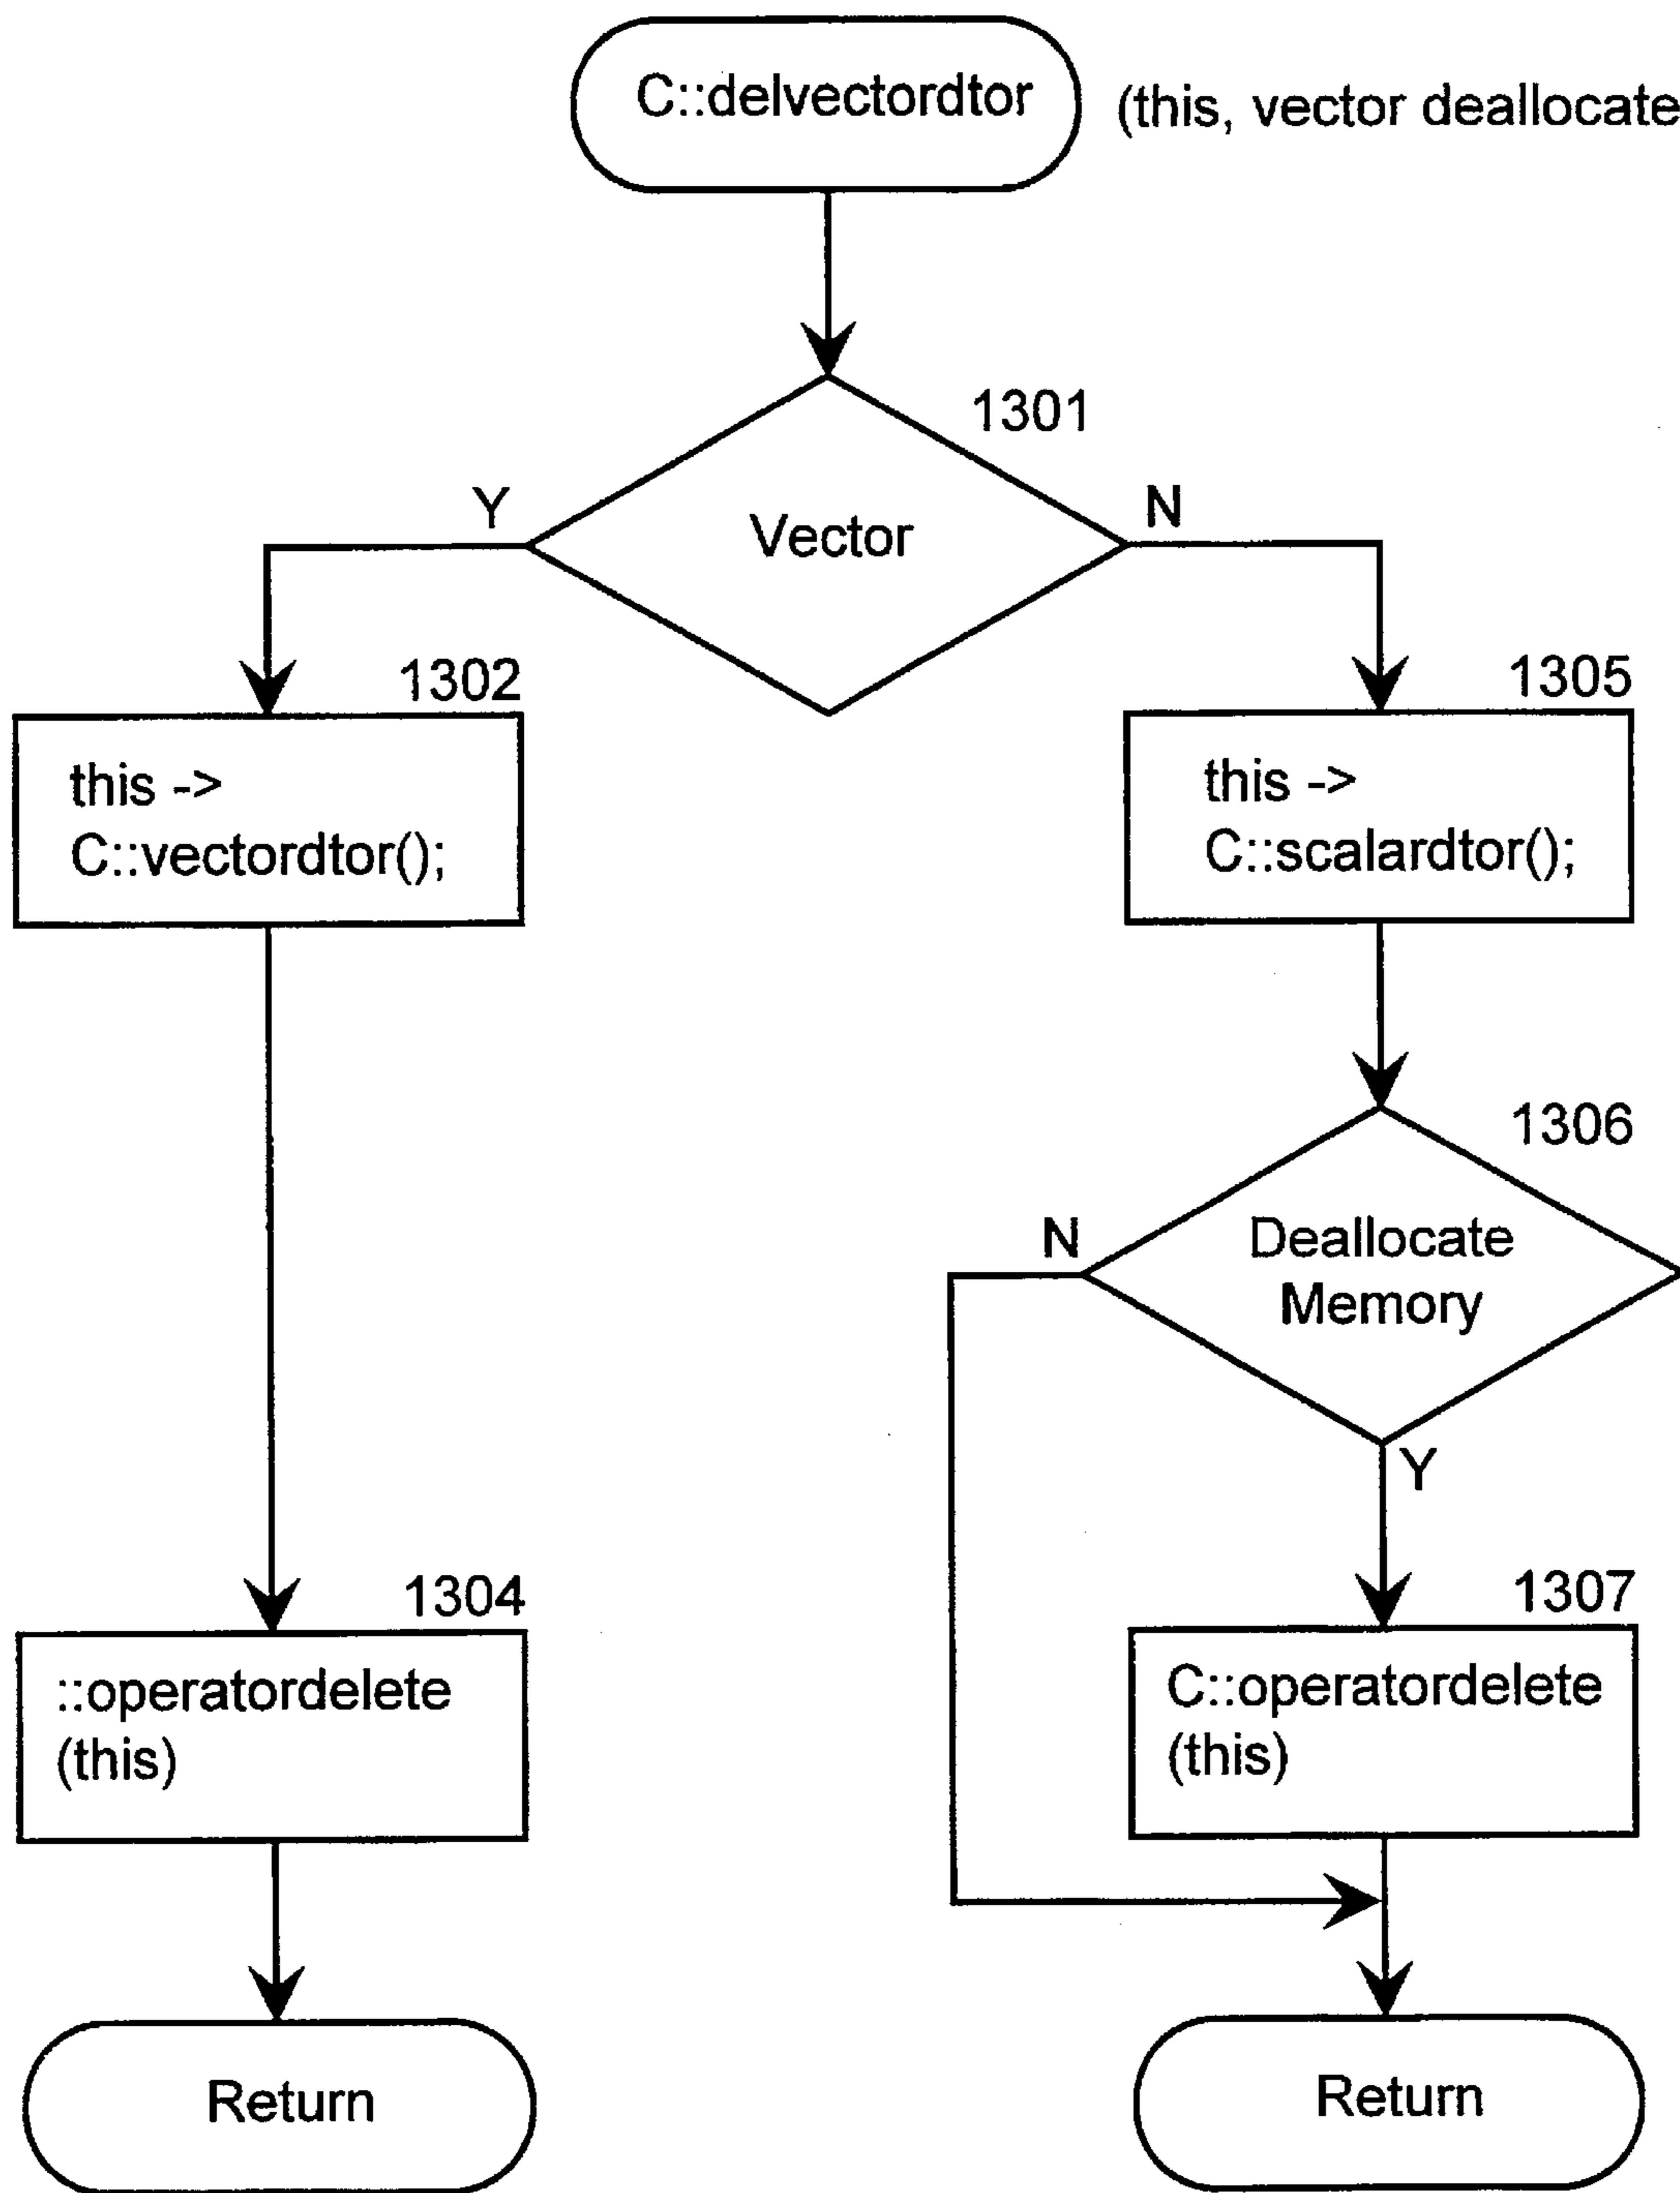 C::delvectordtor (this, vector deallocate
1301
Y
Vector
N
1302
this ->
C::vectordtor();
1305
this ->
C::scalardtor();
1306
N
Deallocate
Memory
Y
1304
::operatordelete
(this)
1307
C::operatordelete
(this)
Return
Return